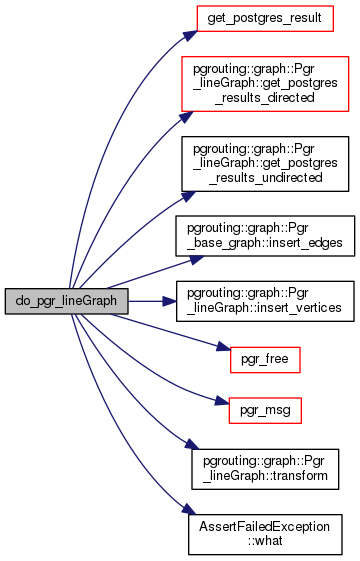 get_postgres_result
pgrouting::graph::Pgr
_lineGraph::get_postgres
_results_directed
pgrouting::graph::Pgr
_lineGraph::get_postgres
_results_undirected
pgrouting::graph::Pgr
_base_graph::insert_edges
do_pgr_lineGraph
pgrouting::graph::Pgr
_lineGraph::insert_vertices
pgr_free
pgr_msg
pgrouting::graph::Pgr
_lineGraph::transform
AssertFailedException
::what